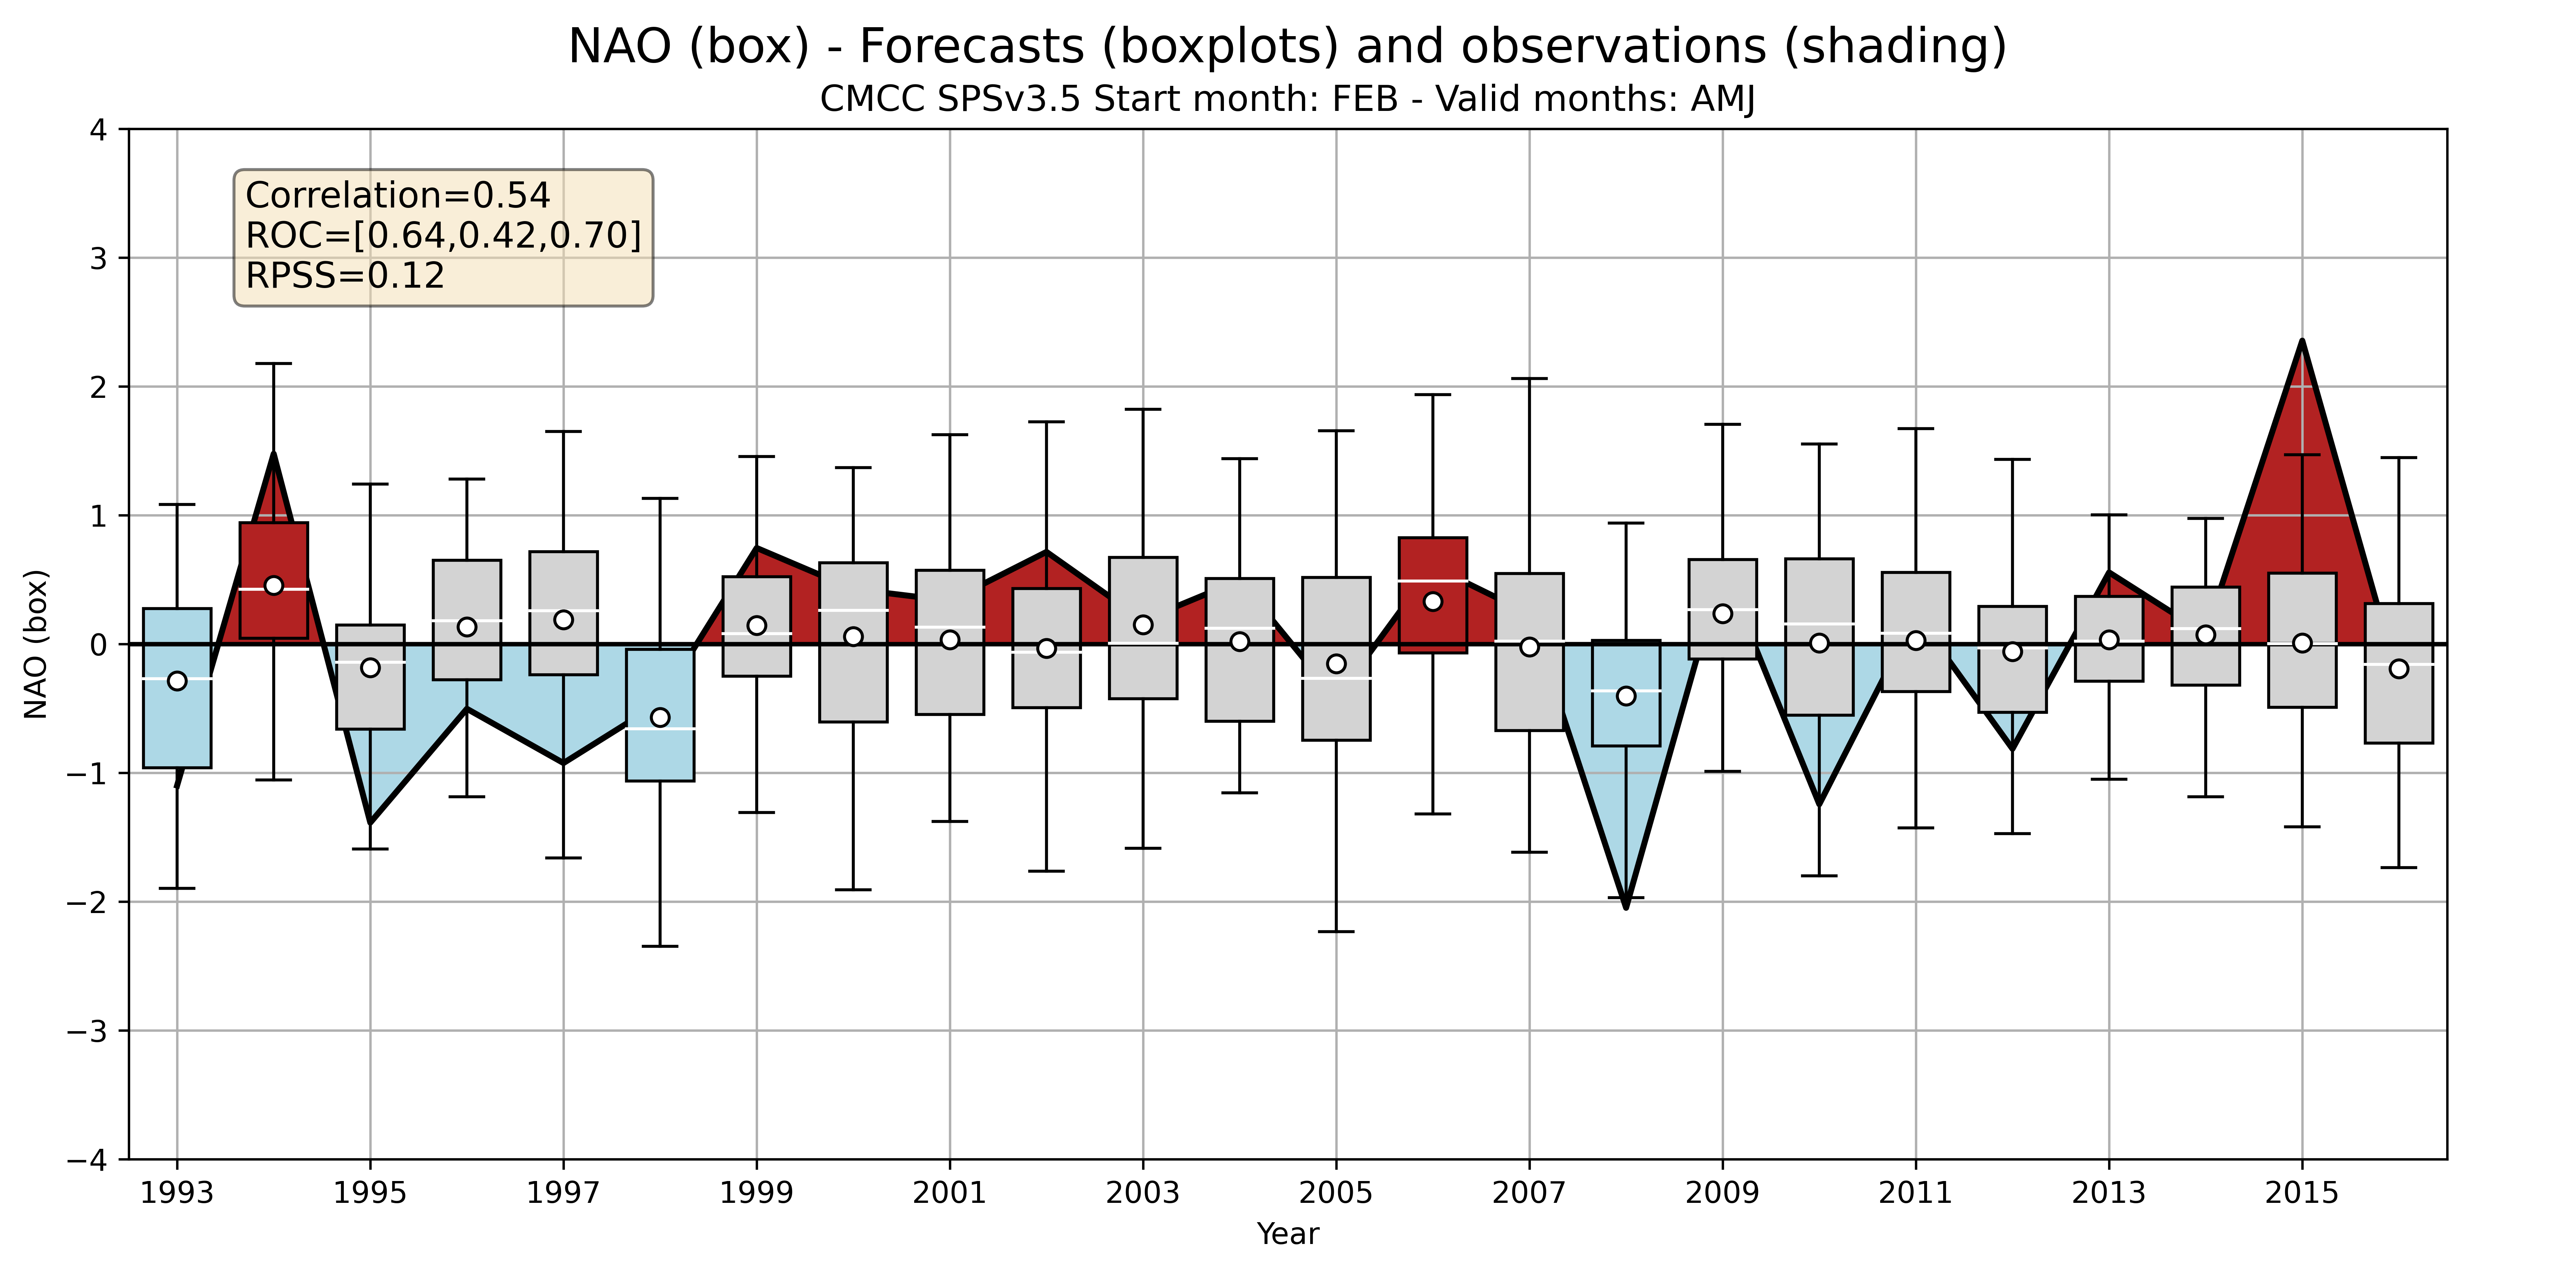 NAO (box) - Forecasts (boxplots) and observations (shading)
CMCC SPSv3.5 Start month: FEB - Valid months: AMJ
Correlation=0.54
ROC=[0.64,0.42,0.70]
RPSS=0.12
4
3
2
1
0
−1
−2
−3
−4
NAO (box)
1993 1995 1997 1999 2001 2003 2005 2007 2009 2011 2013 2015
Year